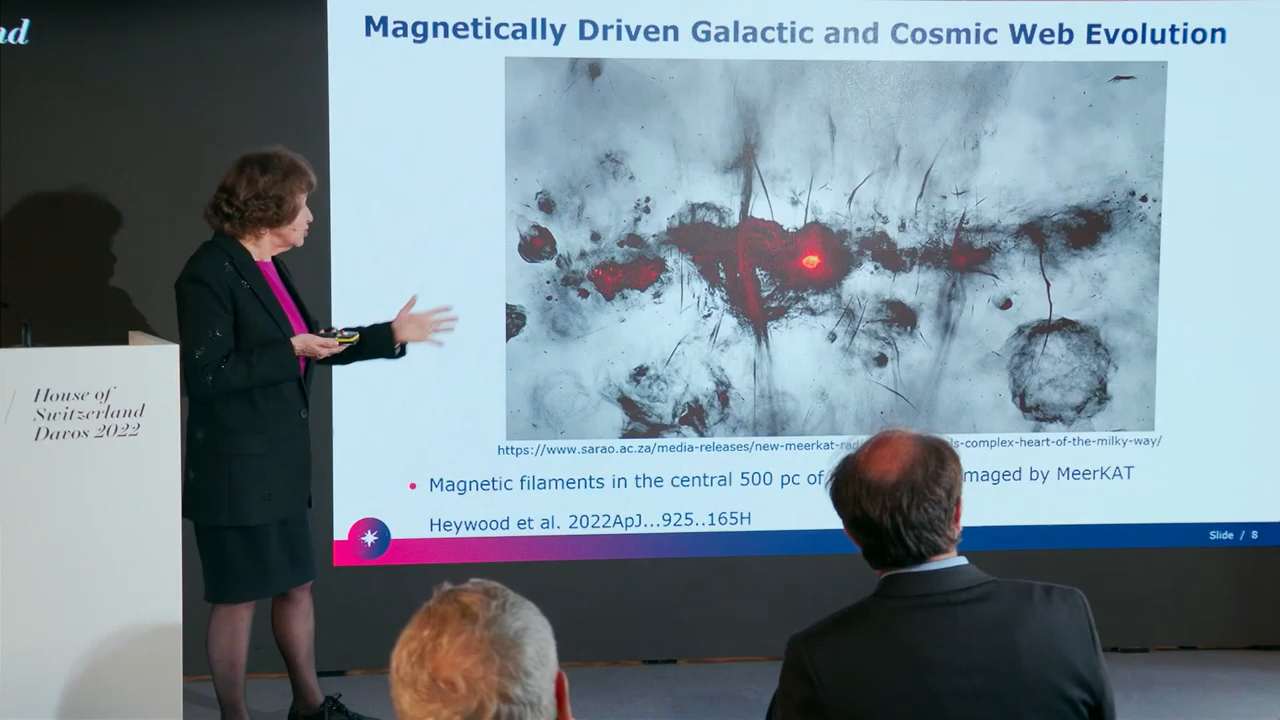 nd
Magnetically Driven Galactic and Cosmic Web Evolution
https://www.sarao.ac.za/media-releases/new-meerkat-rad ls-complex-heart-of-the-milky-way/
• Magnetic filaments in the central 500 pc of maged by MeerKAT
Heywood et al. 2022ApJ...925..165H
Slide / 8
House of
Switzerland
Davos 2022